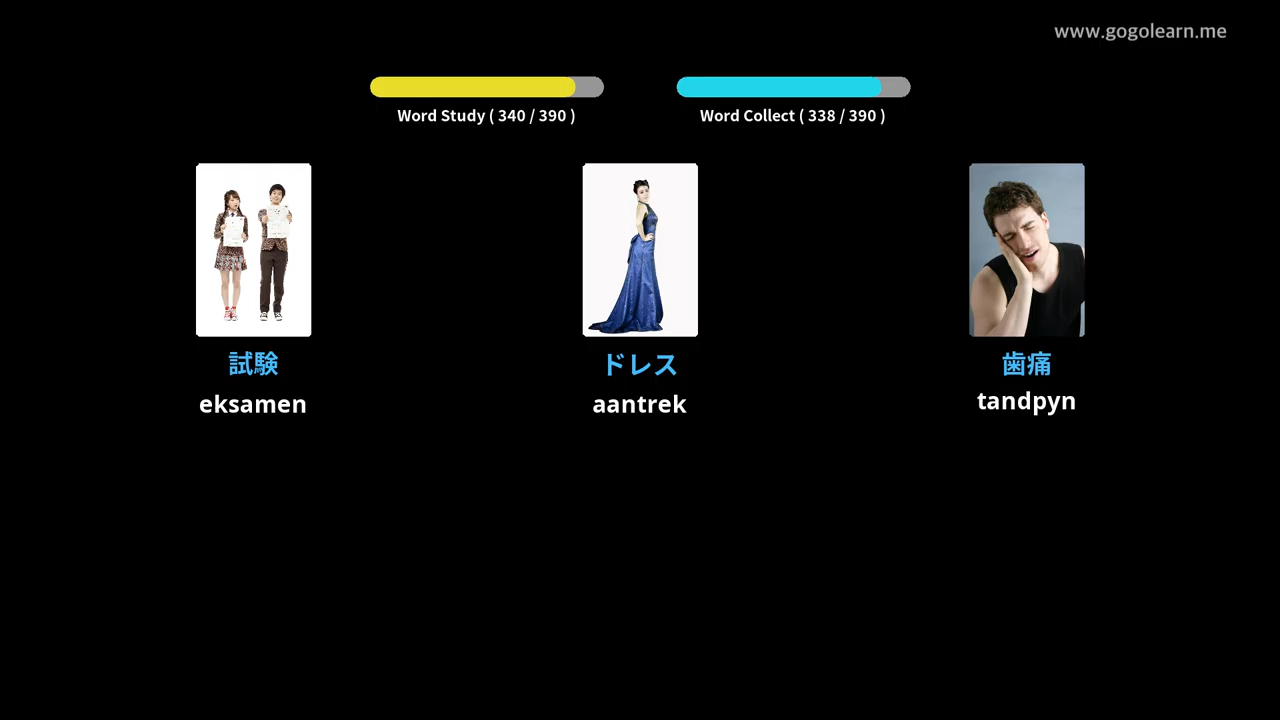 www.gogolearn.me
Word Study ( 340 / 390 )
Word Collect ( 338 / 390 )
試験
eksamen
ドレス
aantrek
歯痛
tandpyn